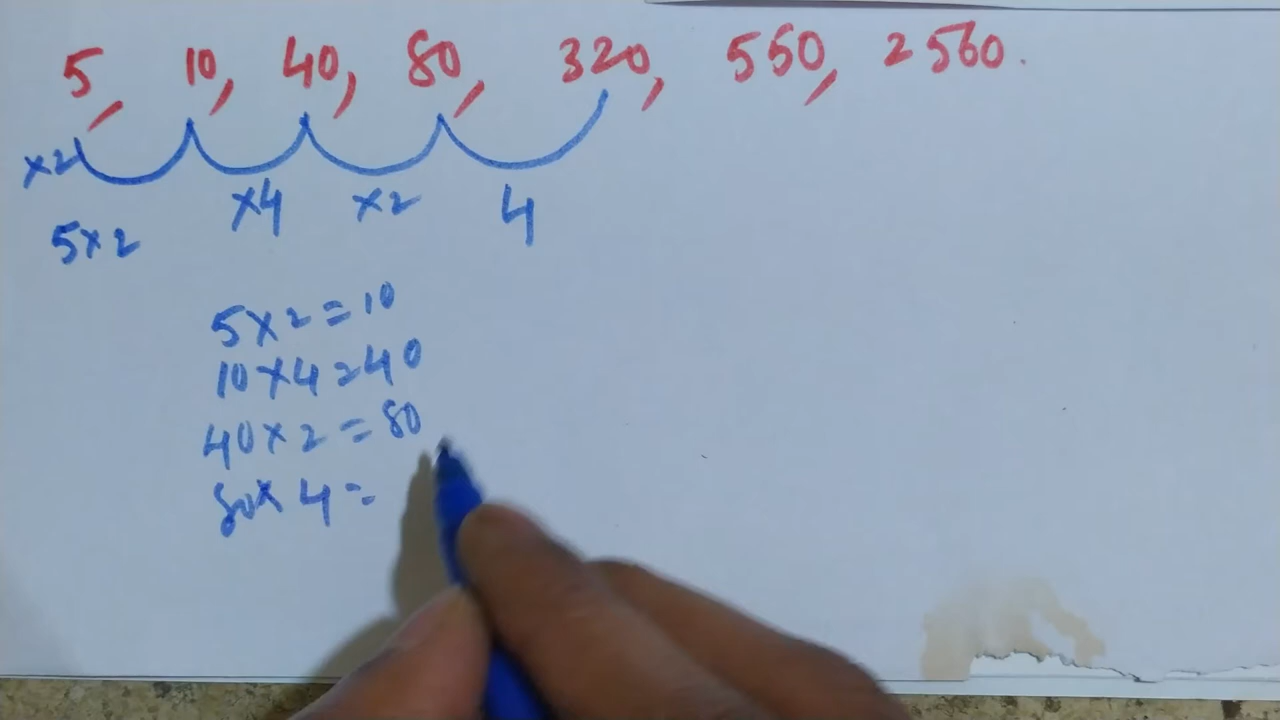 5, 10, 40, 80, 320, 550, 2560.
×2 ×4 ×2 4
5×2
5×2=10
10×4=40
40×2=80
80×4=